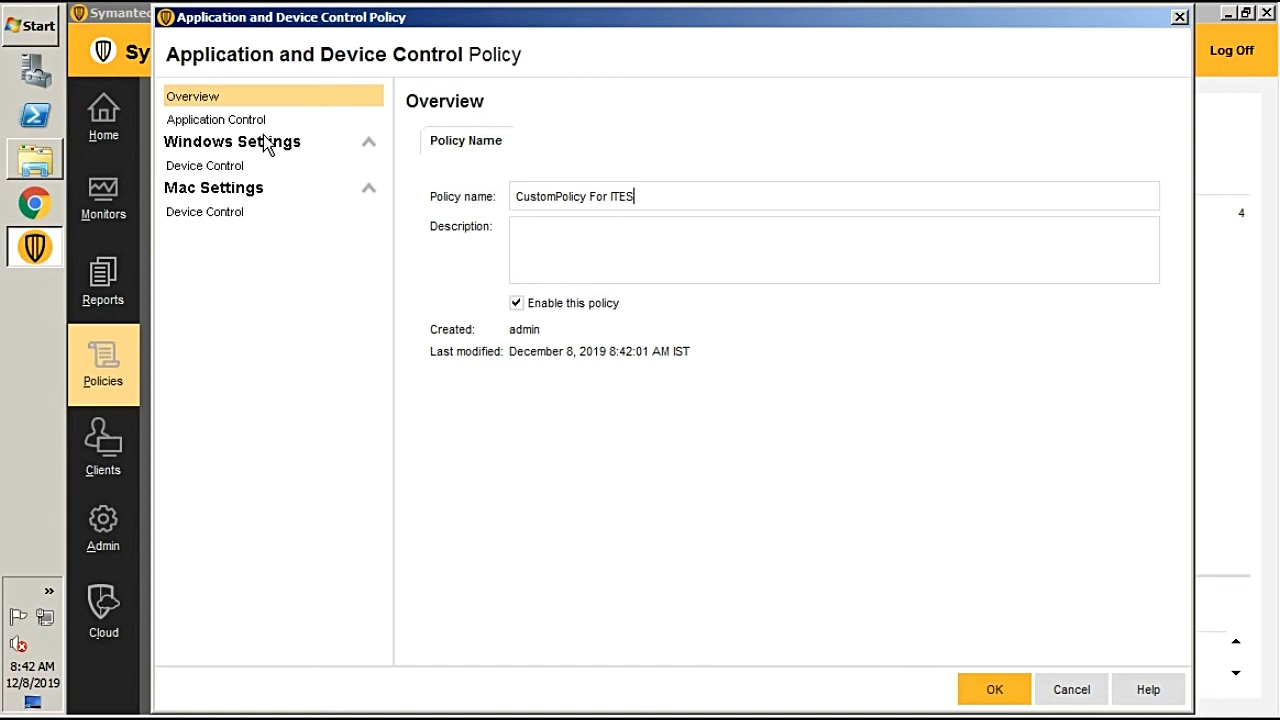 Start
Symantec
Application and Device Control Policy
Sy
Log Off
Application and Device Control Policy
Overview
Application Control
Windows Settings
Device Control
Mac Settings
Device Control
Overview
Policy Name
Policy name: CustomPolicy For ITES
Description:
Enable this policy
Created: admin
Last modified: December 8, 2019 8:42:01 AM IST
4
Home
Monitors
Reports
Policies
Clients
Admin
Cloud
»
8:42 AM
12/8/2019
OK
Cancel
Help